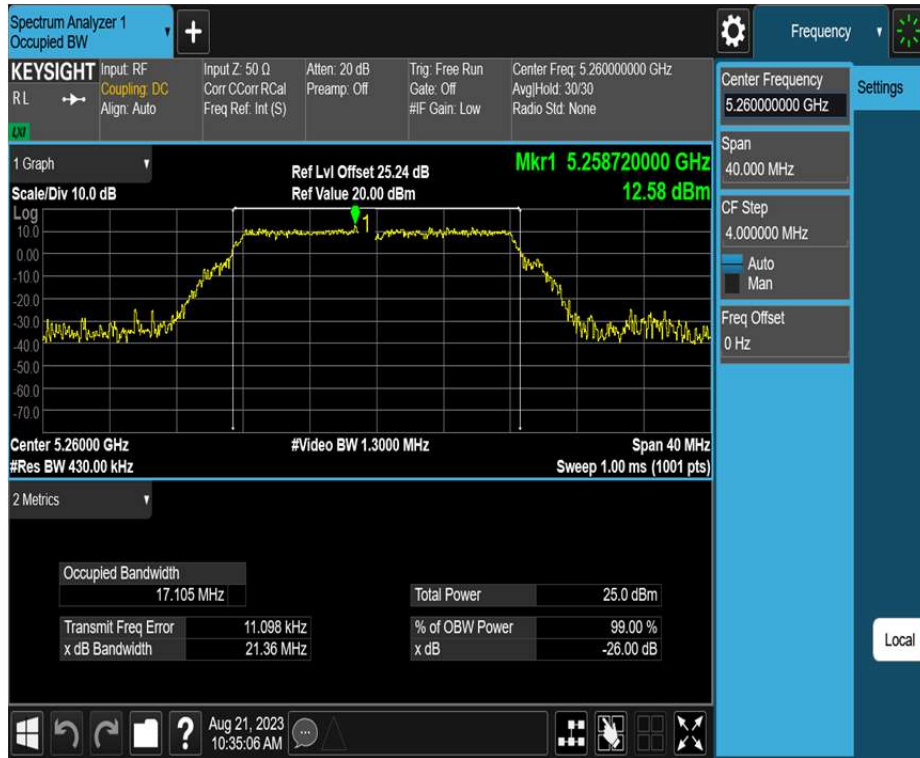 Spectrum Analyzer 1
Occupied BW
+
Frequency
KEYSIGHT
R L
LXI
Input: RF
Coupling: DC
Align: Auto
Input Z: 50 Ω
Corr CCorr RCal
Freq Ref: Int (S)
Atten: 20 dB
Preamp: Off
Trig: Free Run
Gate: Off
#IF Gain: Low
Center Freq: 5.260000000 GHz
Avg|Hold: 30/30
Radio Std: None
Center Frequency
5.260000000 GHz
Settings
Span
40.000 MHz
CF Step
4.000000 MHz
Auto
Man
Freq Offset
0 Hz
Local
1 Graph
Scale/Div 10.0 dB
Ref Lvl Offset 25.24 dB
Ref Value 20.00 dBm
Mkr1 5.258720000 GHz
12.58 dBm
Log
10.0
0.00
-10.0
-20.0
-30.0
-40.0
-50.0
-60.0
-70.0
1
Center 5.26000 GHz
#Res BW 430.00 kHz
#Video BW 1.3000 MHz
Span 40 MHz
Sweep 1.00 ms (1001 pts)
2 Metrics
Occupied Bandwidth
17.105 MHz
Total Power 25.0 dBm
Transmit Freq Error 11.098 kHz
% of OBW Power 99.00 %
x dB Bandwidth 21.36 MHz
x dB -26.00 dB
?
Aug 21, 2023
10:35:06 AM